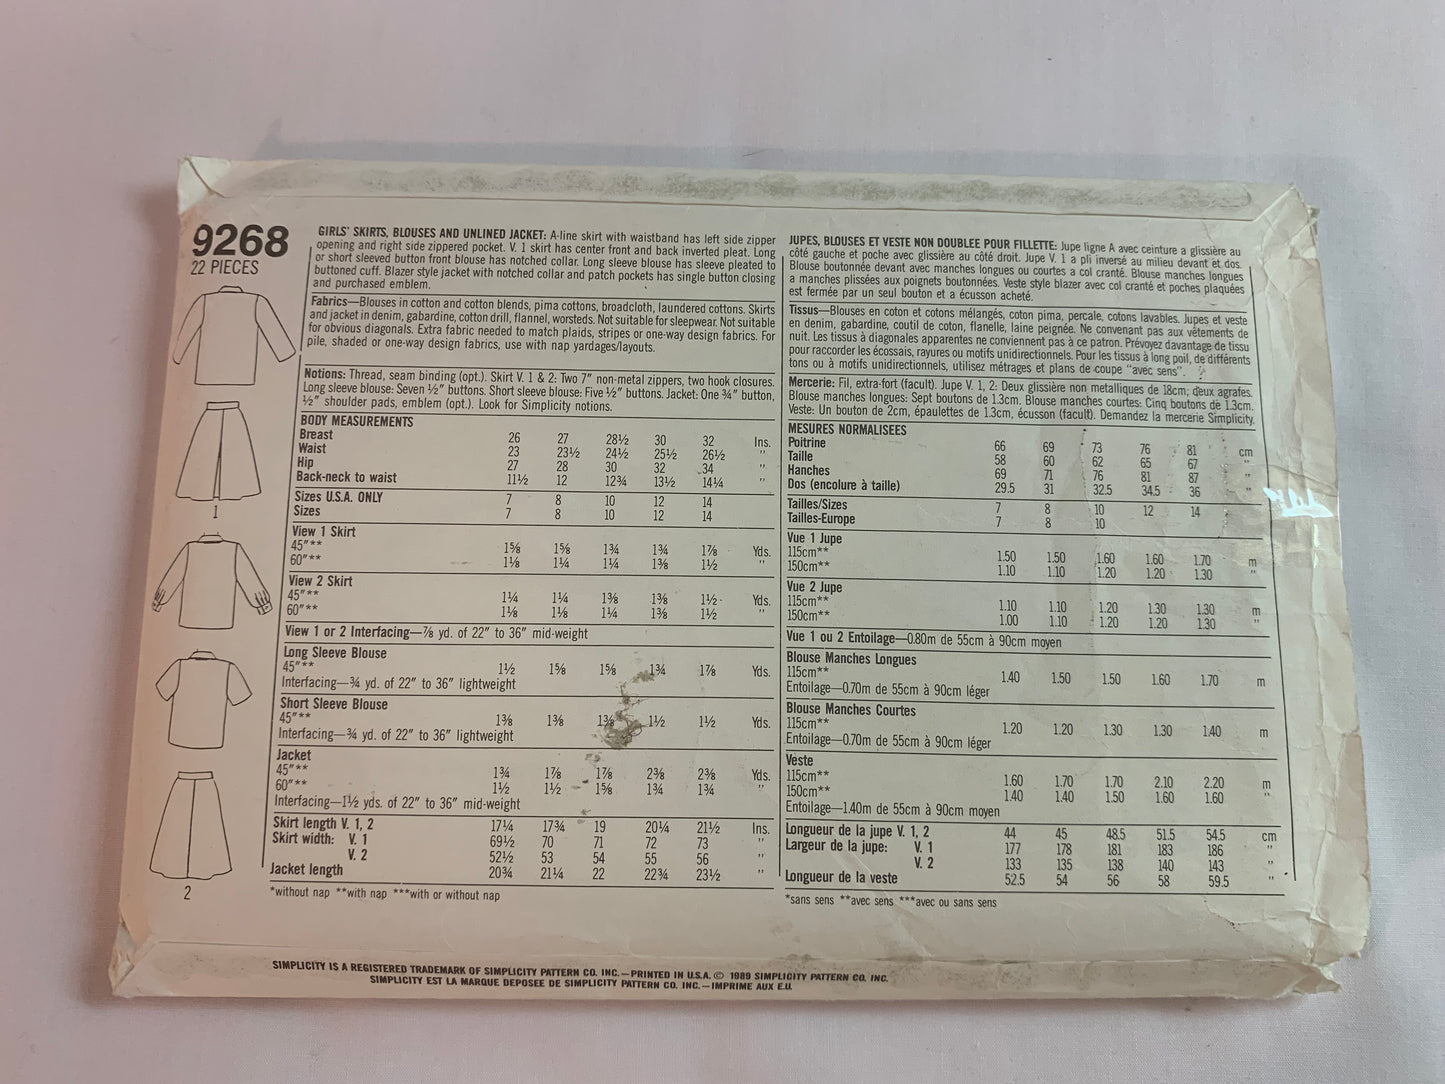 9268
22 PIECES
1
2
GIRLS' SKIRTS, BLOUSES AND UNLINED JACKET: A-line skirt with waistband has left side zipper
opening and right side zippered pocket. V. 1 skirt has center front and back inverted pleat. Long
or short sleeved button front blouse has notched collar. Long sleeve blouse has sleeve pleated to
buttoned cuff. Blazer style jacket with notched collar and patch pockets has single button closing
and purchased emblem.
Fabrics—Blouses in cotton and cotton blends, pima cottons, broadcloth, laundered cottons. Skirts
and jacket in denim, gabardine, cotton drill, flannel, worsteds. Not suitable for sleepwear. Not suitable
for obvious diagonals. Extra fabric needed to match plaids, stripes or one-way design fabrics. For
pile, shaded or one-way design fabrics, use with nap yardages/layouts.
Notions: Thread, seam binding (opt.). Skirt V. 1 & 2: Two 7" non-metal zippers, two hook closures.
Long sleeve blouse: Seven ½" buttons. Short sleeve blouse: Five ½" buttons. Jacket: One ¾" button,
½" shoulder pads, emblem (opt.). Look for Simplicity notions.
BODY MEASUREMENTS
Breast 26 27 28½ 30 32 Ins.
Waist 23 23½ 24½ 25½ 26½ "
Hip 27 28 30 32 34 "
Back-neck to waist 11½ 12 12¾ 13½ 14¼ "
Sizes U.S.A. ONLY 7 8 10 12 14
Sizes 7 8 10 12 14
View 1 Skirt
45"** 1⅝ 1⅝ 1¾ 1¾ 1⅞ Yds.
60"** 1⅛ 1¼ 1¼ 1⅜ 1½ "
View 2 Skirt
45"** 1¼ 1¼ 1⅜ 1⅜ 1½ Yds.
60"** 1⅛ 1⅛ 1¼ 1⅜ 1½ "
View 1 or 2 Interfacing—⅞ yd. of 22" to 36" mid-weight
Long Sleeve Blouse
45"** 1½ 1⅝ 1⅝ 1¾ 1⅞ Yds.
Interfacing—¾ yd. of 22" to 36" lightweight
Short Sleeve Blouse
45"** 1⅜ 1⅜ 1⅜ 1½ 1½ Yds.
Interfacing—¾ yd. of 22" to 36" lightweight
Jacket
45"** 1¾ 1⅞ 1⅞ 2⅜ 2⅜ Yds.
60"** 1½ 1½ 1⅝ 1¾ 1¾ "
Interfacing—1½ yds. of 22" to 36" mid-weight
Skirt length V. 1, 2 17¼ 17¾ 19 20¼ 21½ Ins.
Skirt width: V. 1 69½ 70 71 72 73 "
V. 2 52½ 53 54 55 56 "
Jacket length 20¾ 21¼ 22 22¾ 23½ "
*without nap **with nap ***with or without nap
JUPES, BLOUSES ET VESTE NON DOUBLEE POUR FILLETTE: Jupe ligne A avec ceinture a glissière au
côté gauche et poche avec glissière au côté droit. Jupe V. 1 a pli inversé au milieu devant et dos.
Blouse boutonnée devant avec manches longues ou courtes a col cranté. Blouse manches longues
a manches plissées aux poignets boutonnées. Veste style blazer avec col cranté et poches plaquées
est fermée par un seul bouton et a écusson acheté.
Tissus—Blouses en coton et cotons mélangés, coton pima, percale, cotons lavables. Jupes et veste
en denim, gabardine, coutil de coton, flanelle, laine peignée. Ne convenant pas aux vêtements de
nuit. Les tissus à diagonales apparentes ne conviennent pas à ce patron. Prévoyez davantage de tissu
pour raccorder les écossais, rayures ou motifs unidirectionnels. Pour les tissus à long poil, de différents
tons ou à motifs unidirectionnels, utilisez métrages et plans de coupe "avec sens".
Mercerie: Fil, extra-fort (facult). Jupe V. 1, 2: Deux glissière non metalliques de 18cm; deux agrafes.
Blouse manches longues: Sept boutons de 1.3cm. Blouse manches courtes: Cinq boutons de 1.3cm.
Veste: Un bouton de 2cm, épaulettes de 1.3cm, écusson (facult). Demandez la mercerie Simplicity.
MESURES NORMALISEES
Poitrine 66 69 73 76 81 cm
Taille 58 60 62 65 67 "
Hanches 69 71 76 81 87 "
Dos (encolure à taille) 29.5 31 32.5 34.5 36 "
Tailles/Sizes 7 8 10 12 14
Tailles-Europe 7 8 10
Vue 1 Jupe
115cm** 1.50 1.50 1.60 1.60 1.70 m
150cm** 1.10 1.10 1.20 1.20 1.30 "
Vue 2 Jupe
115cm** 1.10 1.10 1.20 1.30 1.30 m
150cm** 1.00 1.10 1.20 1.20 1.30 "
Vue 1 ou 2 Entoilage—0.80m de 55cm à 90cm moyen
Blouse Manches Longues
115cm** 1.40 1.50 1.50 1.60 1.70 m
Entoilage—0.70m de 55cm à 90cm léger
Blouse Manches Courtes
115cm** 1.20 1.20 1.30 1.30 1.40 m
Entoilage—0.70m de 55cm à 90cm léger
Veste
115cm** 1.60 1.70 1.70 2.10 2.20 m
150cm** 1.40 1.40 1.50 1.60 1.60 "
Entoilage—1.40m de 55cm à 90cm moyen
Longueur de la jupe V. 1, 2 44 45 48.5 51.5 54.5 cm
Largeur de la jupe: V. 1 177 178 181 183 186 "
V. 2 133 135 138 140 143 "
Longueur de la veste 52.5 54 56 58 59.5 "
*sans sens **avec sens ***avec ou sans sens
SIMPLICITY IS A REGISTERED TRADEMARK OF SIMPLICITY PATTERN CO. INC.—PRINTED IN U.S.A. © 1989 SIMPLICITY PATTERN CO. INC.
SIMPLICITY EST LA MARQUE DEPOSEE DE SIMPLICITY PATTERN CO. INC.—IMPRIME AUX E.U.